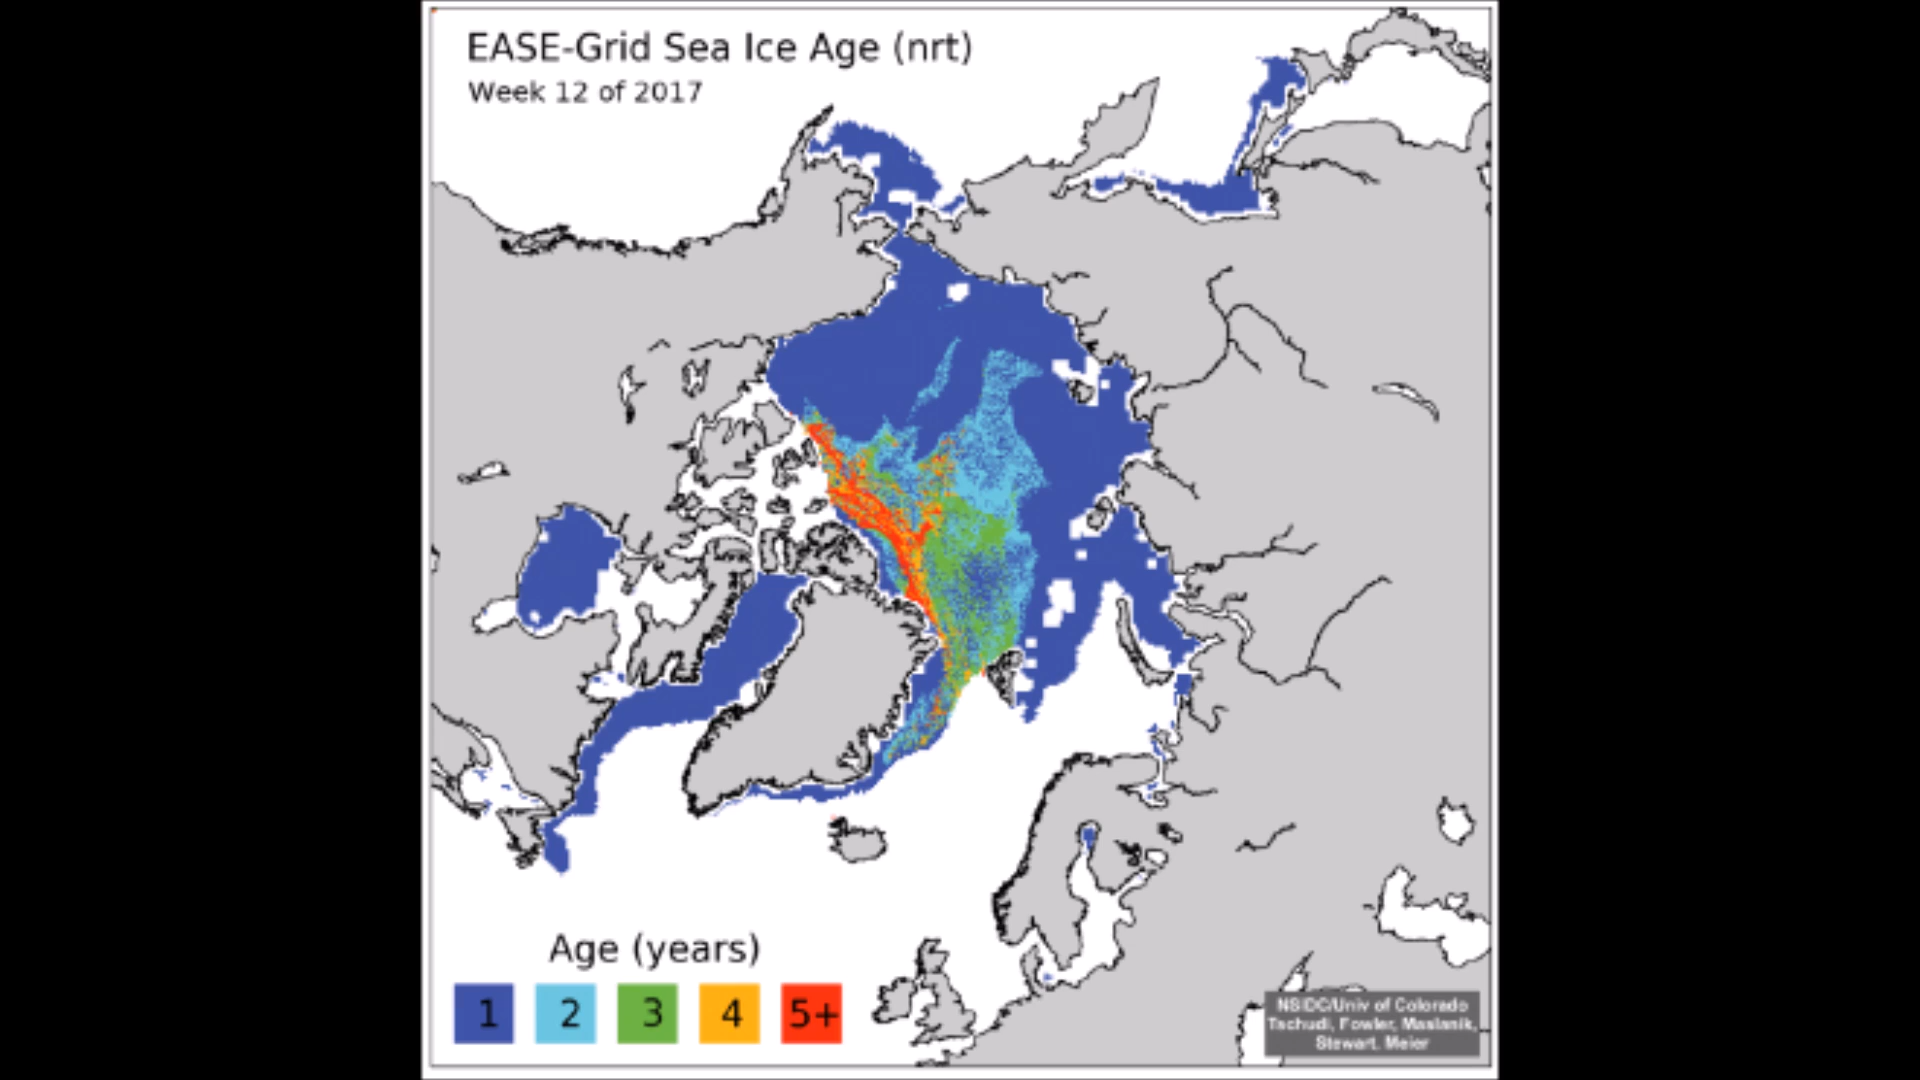 EASE-Grid Sea Ice Age (nrt)
Week 12 of 2017
Age (years)
1 2 3 4 5+
NSIDC/Univ of Colorado
Tschudi, Fowler, Maslanik,
Stewart, Meier